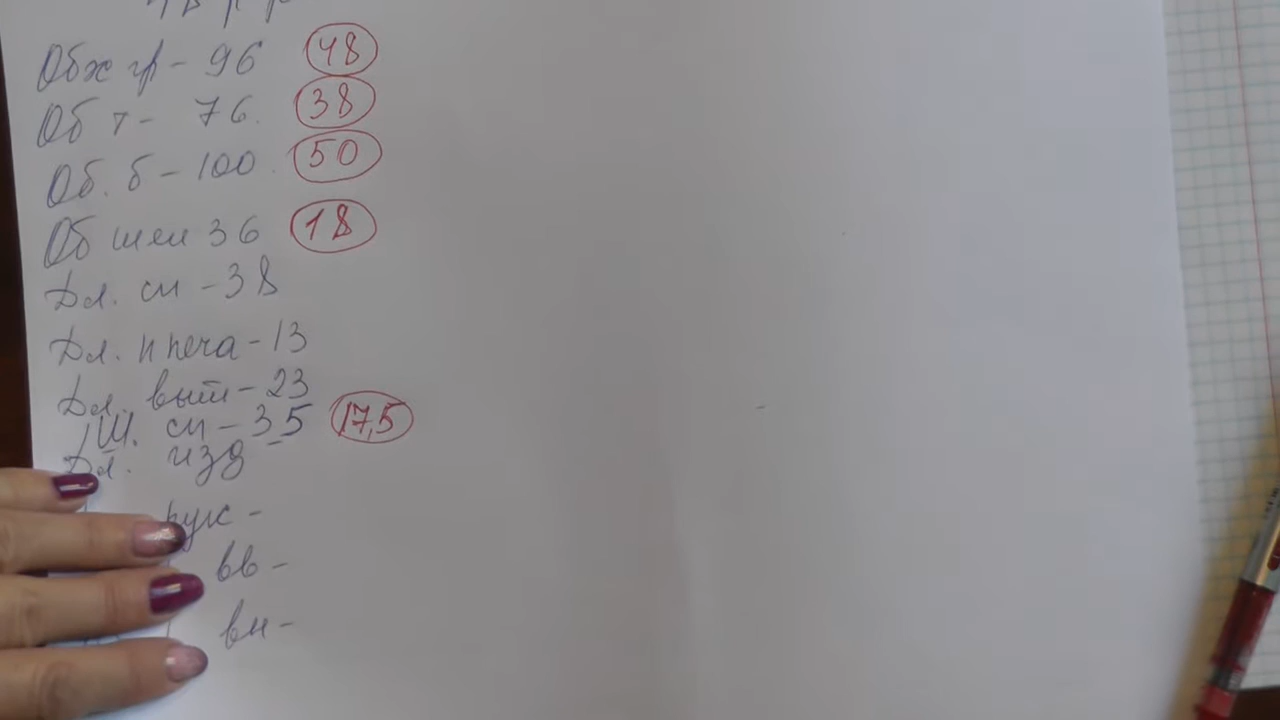 Обх гр - 96 48
Об т - 76. 38
Об. б - 100. 50
Об шеи 36 18
Дл. сп - 38
Дл. плеча - 13
Дл. выт - 23
Ш. сп - 35 17,5
Дл. изд
рук -
вв -
вн -